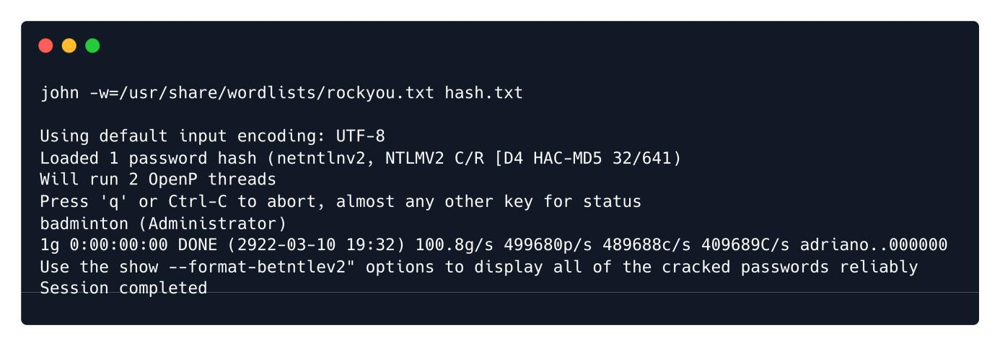 john -w=/usr/share/wordlists/rockyou.txt hash.txt
Using default input encoding: UTF-8
Loaded 1 password hash (netntlnv2, NTLMV2 C/R [D4 HAC-MD5 32/641)
Will run 2 OpenP threads
Press 'q' or Ctrl-C to abort, almost any other key for status
badminton (Administrator)
1g 0:00:00:00 DONE (2922-03-10 19:32) 100.8g/s 499680p/s 489688c/s 409689C/s adriano..000000
Use the show --format-betntlev2" options to display all of the cracked passwords reliably
Session completed